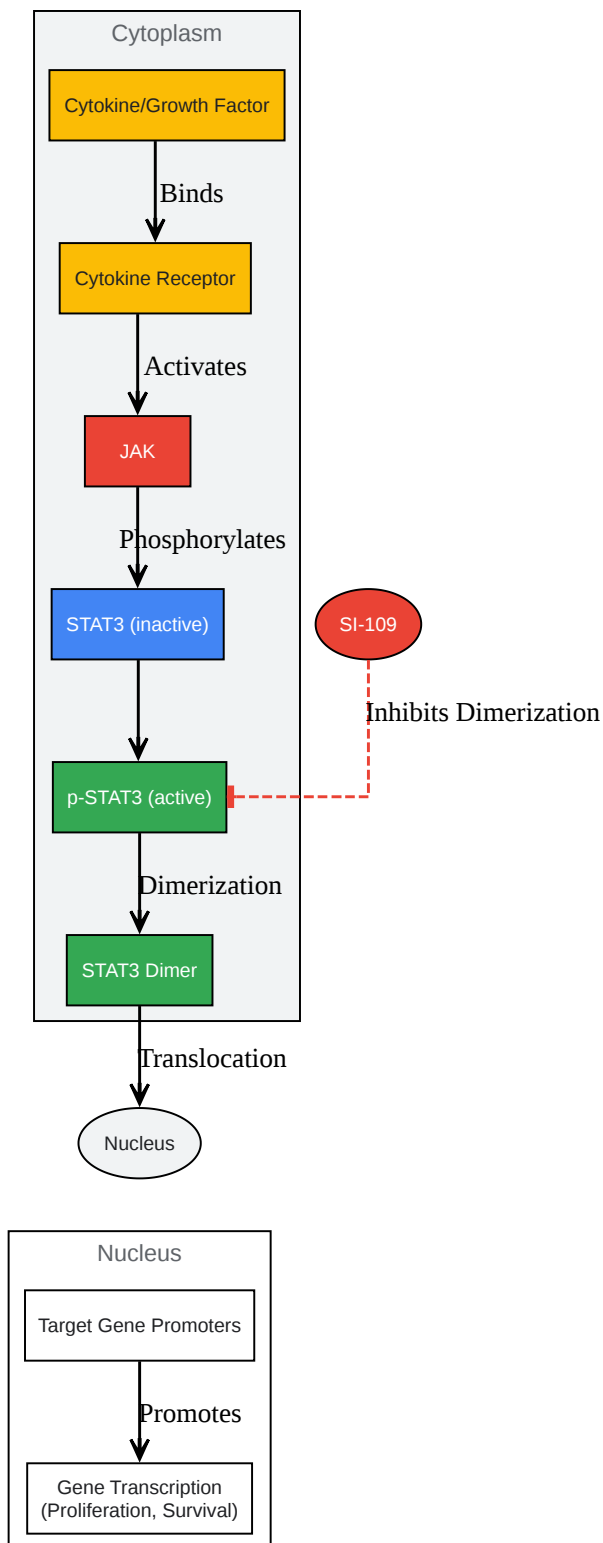 Cytoplasm
Cytokine/Growth Factor
Binds
Cytokine Receptor
Activates
JAK
Phosphorylates
STAT3 (inactive)
SI-109
Inhibits Dimerization
p-STAT3 (active)
Dimerization
STAT3 Dimer
Translocation
Nucleus
Nucleus
Target Gene Promoters
Promotes
Gene Transcription
(Proliferation, Survival)